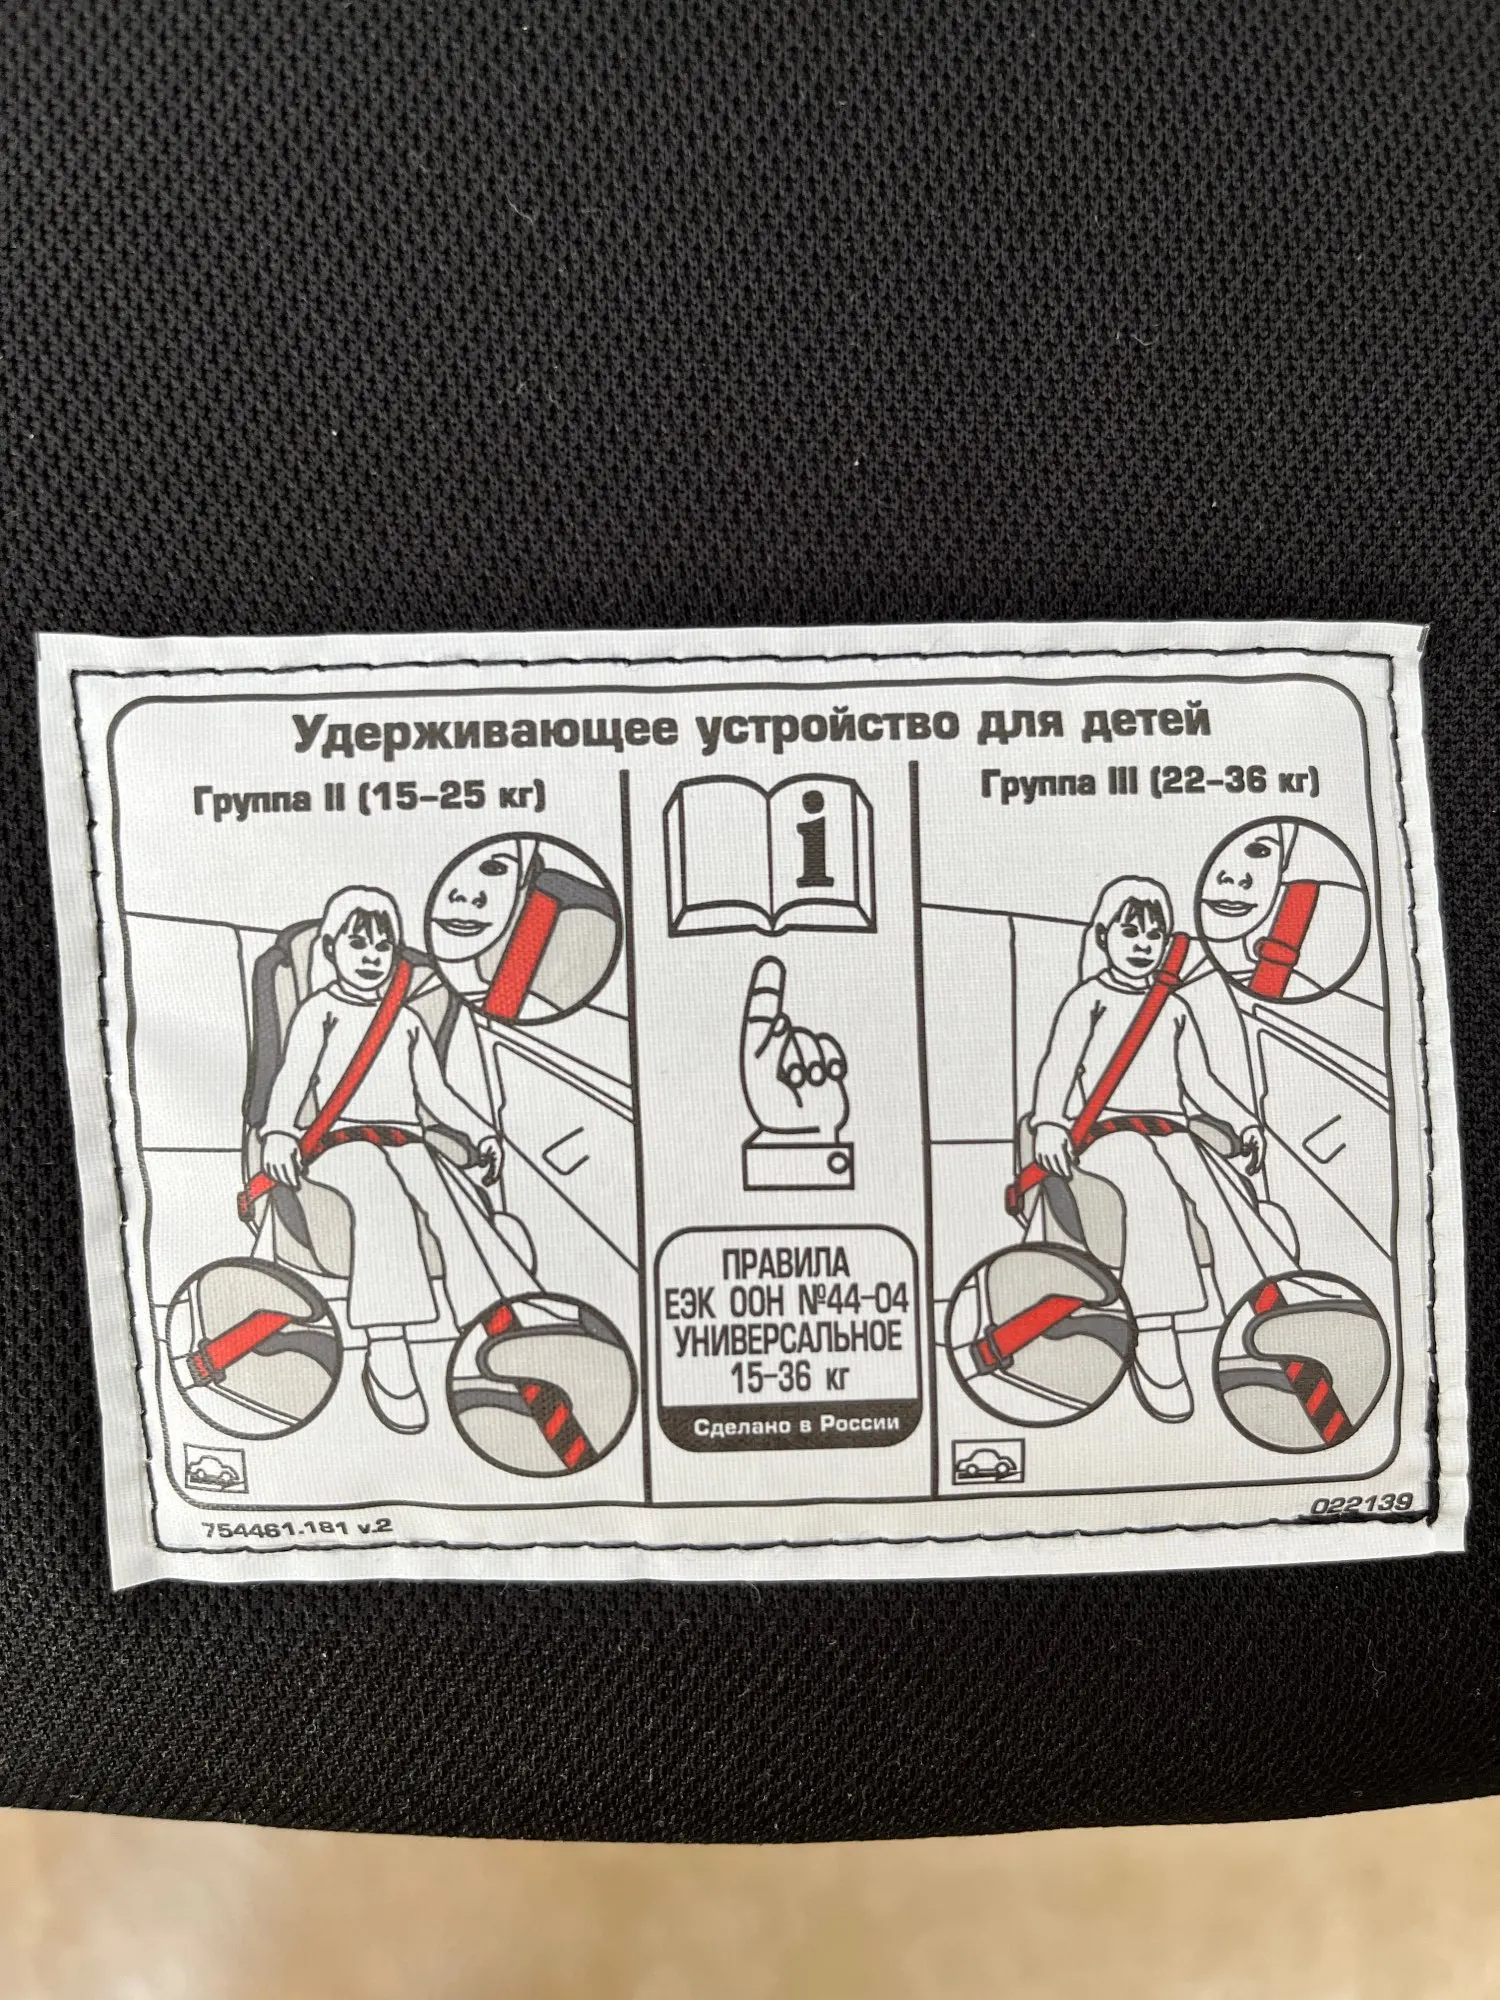 Удерживающее устройство для детей
Группа II (15-25 кг)
i
Группа III (22-36 кг)
ПРАВИЛА
ЕЭК ООН №44-04
УНИВЕРСАЛЬНОЕ
15-36 кг
Сделано в России
754461.181 v.2
022139